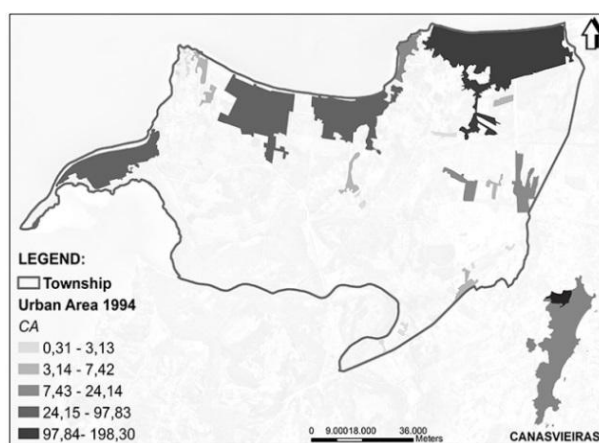 LEGEND:
Township
Urban Area 1994
CA
0,31 - 3,13
3,14 - 7,42
7,43 - 24,14
24,15 - 97,83
97,84- 198,30
0 9.00018.000 36.000
Meters
CANASVIEIRAS